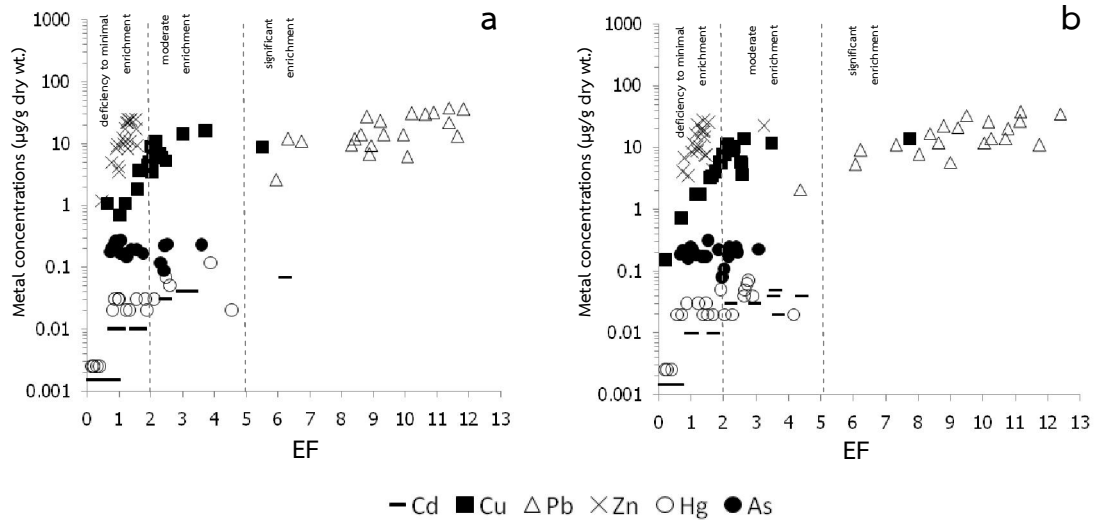 a
Metal concentrations (µg/g dry wt.)
1000
100
10
1
0.1
0.01
0.001
deficiency to minimal
enrichment
moderate
enrichment
significant
enrichment
0 1 2 3 4 5 6 7 8 9 10 11 12 13
EF
b
Metal concentrations (µg/g dry wt.)
1000
100
10
1
0.1
0.01
0.001
deficiency to minimal
enrichment
moderate
enrichment
significant
enrichment
0 1 2 3 4 5 6 7 8 9 10 11 12 13
EF
Cd Cu Pb Zn Hg As